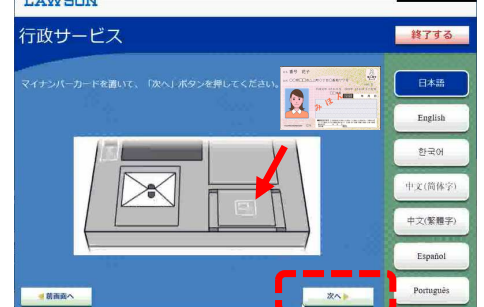 LAWSON
行政サービス
終了する
マイナンバーカードを置いて、「次へ」ボタンを押してください。
みほん
日本語
English
한국어
中文(简体字)
中文(繁體字)
Español
Português
前画面へ
次へ